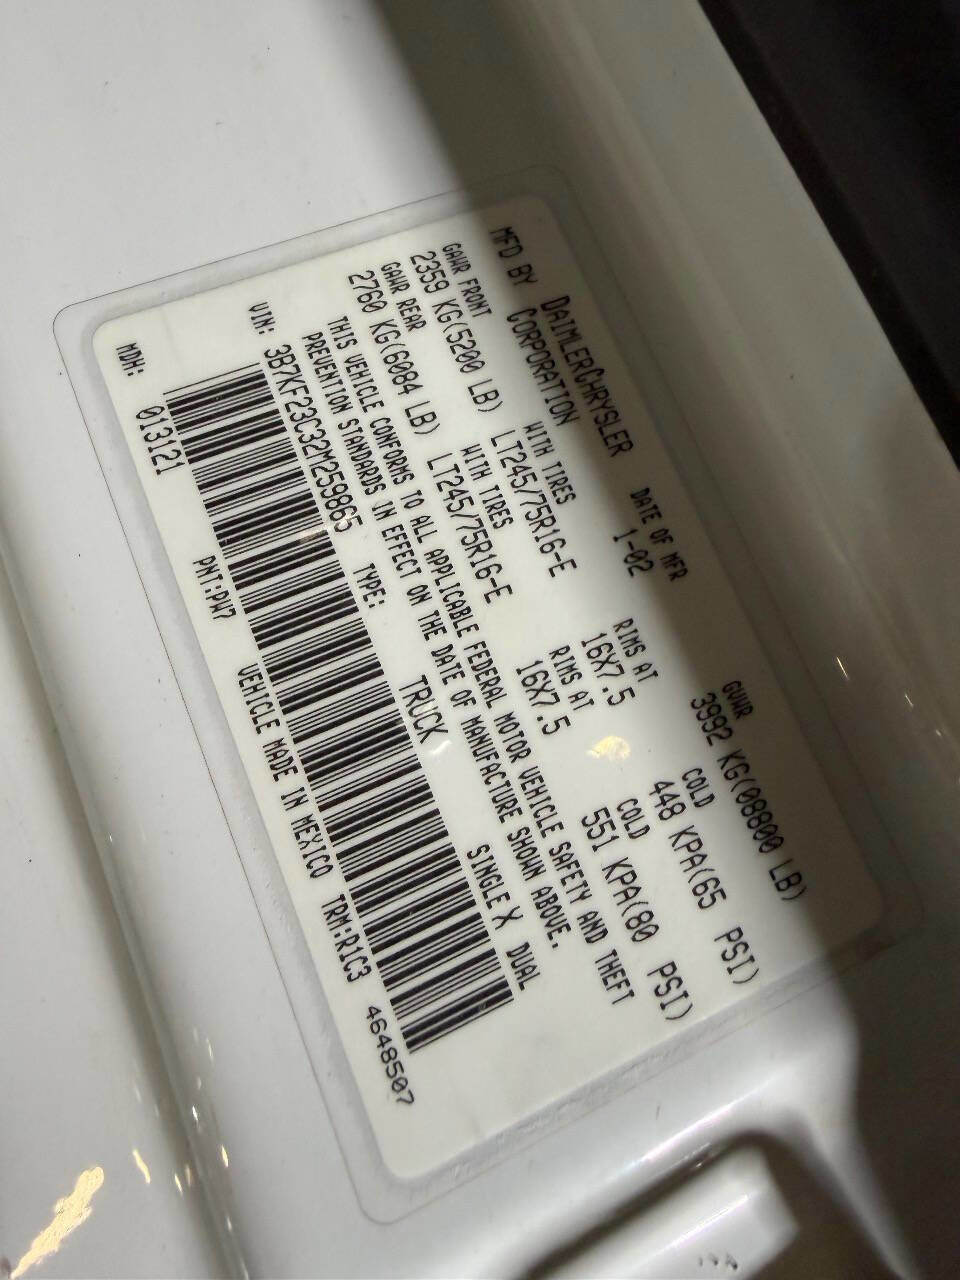 MFD BY DAIMLERCHRYSLER CORPORATION DATE OF MFR 1-02 GVWR 3992 KG(08800 LB)
GAWR FRONT WITH TIRES RIMS AT COLD
2359 KG(5200 LB) LT245/75R16-E 16X7.5 448 KPA(65 PSI)
GAWR REAR WITH TIRES RIMS AT COLD
2760 KG(6084 LB) LT245/75R16-E 16X7.5 551 KPA(80 PSI)
THIS VEHICLE CONFORMS TO ALL APPLICABLE FEDERAL MOTOR VEHICLE SAFETY AND THEFT
PREVENTION STANDARDS IN EFFECT ON THE DATE OF MANUFACTURE SHOWN ABOVE.
VIN: 3B7KF23C32M259865 TYPE: TRUCK SINGLE X DUAL
MDH: 013121 PNT:PW7 VEHICLE MADE IN MEXICO TRM:R1C3 4648507